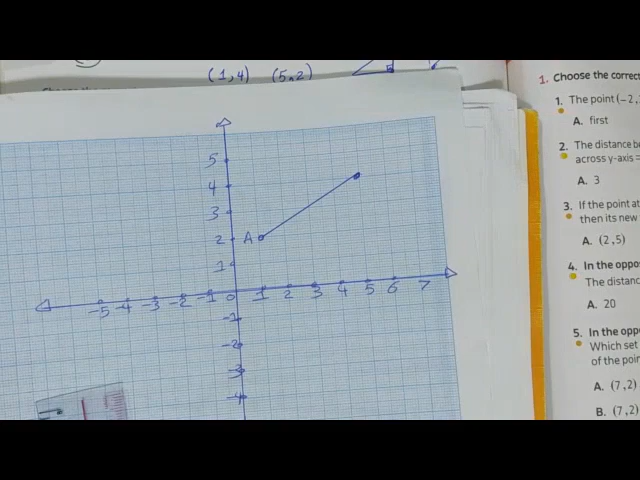 (1,4) (5,2)
5
4
3
A 2
1
-5 -4 -3 -2 -1 0 1 2 3 4 5 6 7
-1
-2
-3
-4
1. Choose the correct
1. The point (-2,
A. first
2. The distance be
across y-axis =
A. 3
3. If the point at
then its new
A. (2,5)
4. In the oppo
The distanc
A. 20
5. In the oppo
Which set
of the poin
A. (7,2)
B. (7,2)